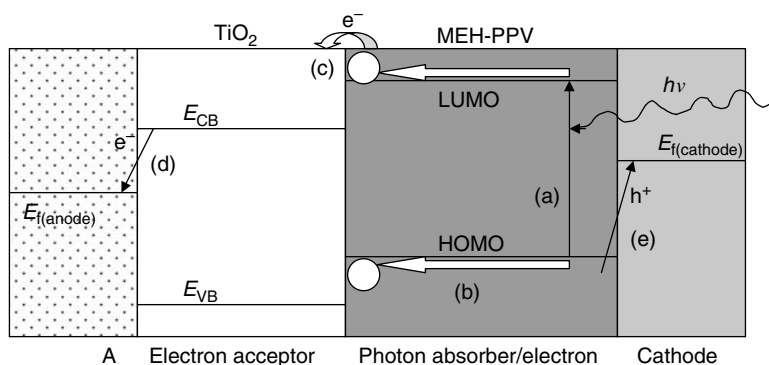 e⁻
TiO₂ MEH-PPV
(c)
hν
LUMO
E_CB
e⁻ (d)
E_f(cathode)
E_f(anode)
(a) h⁺
HOMO (e)
E_VB (b)
A Electron acceptor Photon absorber/electron Cathode